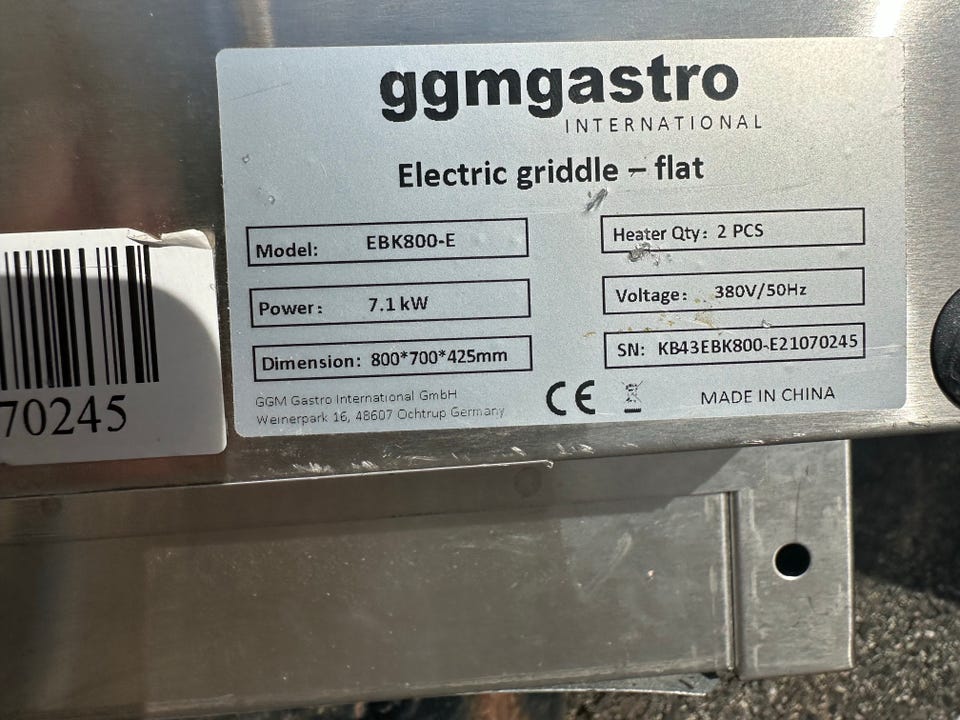 ggmgastro
INTERNATIONAL
Electric griddle – flat
Model: EBK800-E
Heater Qty: 2 PCS
Power: 7.1 kW
Voltage: 380V/50Hz
Dimension: 800*700*425mm
SN: KB43EBK800-E21070245
GGM Gastro International GmbH
Weinerpark 16, 48607 Ochtrup Germany
CE
MADE IN CHINA
70245